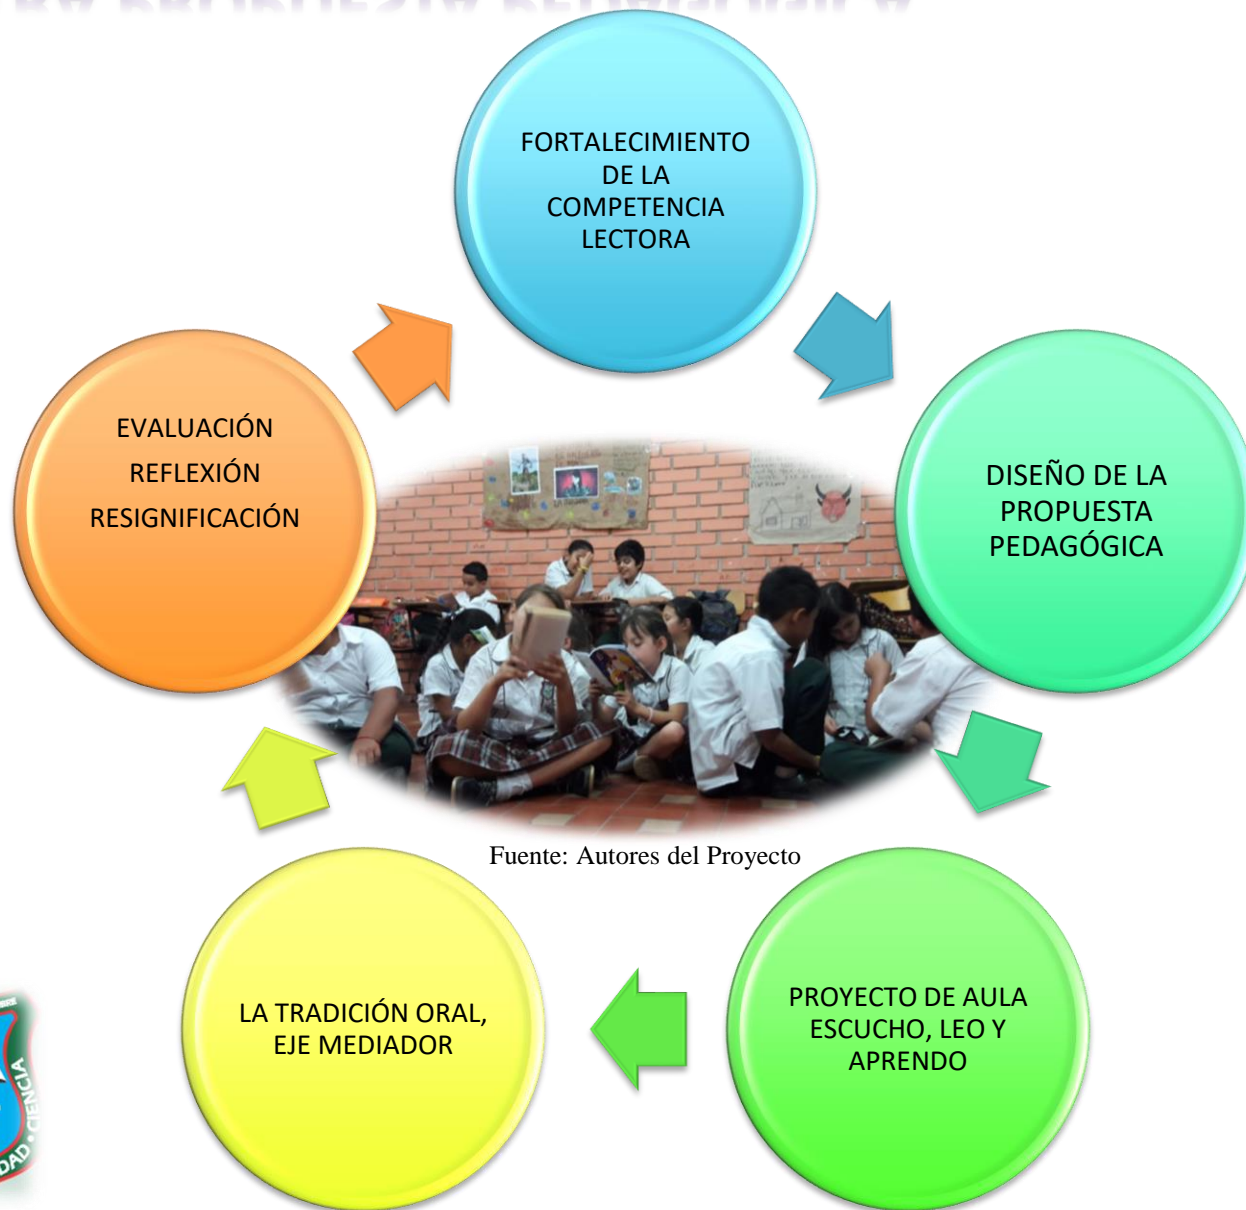 FORTALECIMIENTO
DE LA
COMPETENCIA
LECTORA
DISEÑO DE LA
PROPUESTA
PEDAGÓGICA
PROYECTO DE AULA
ESCUCHO, LEO Y
APRENDO
LA TRADICIÓN ORAL,
EJE MEDIADOR
EVALUACIÓN
REFLEXIÓN
RESIGNIFICACIÓN
Fuente: Autores del Proyecto
CIENCIA